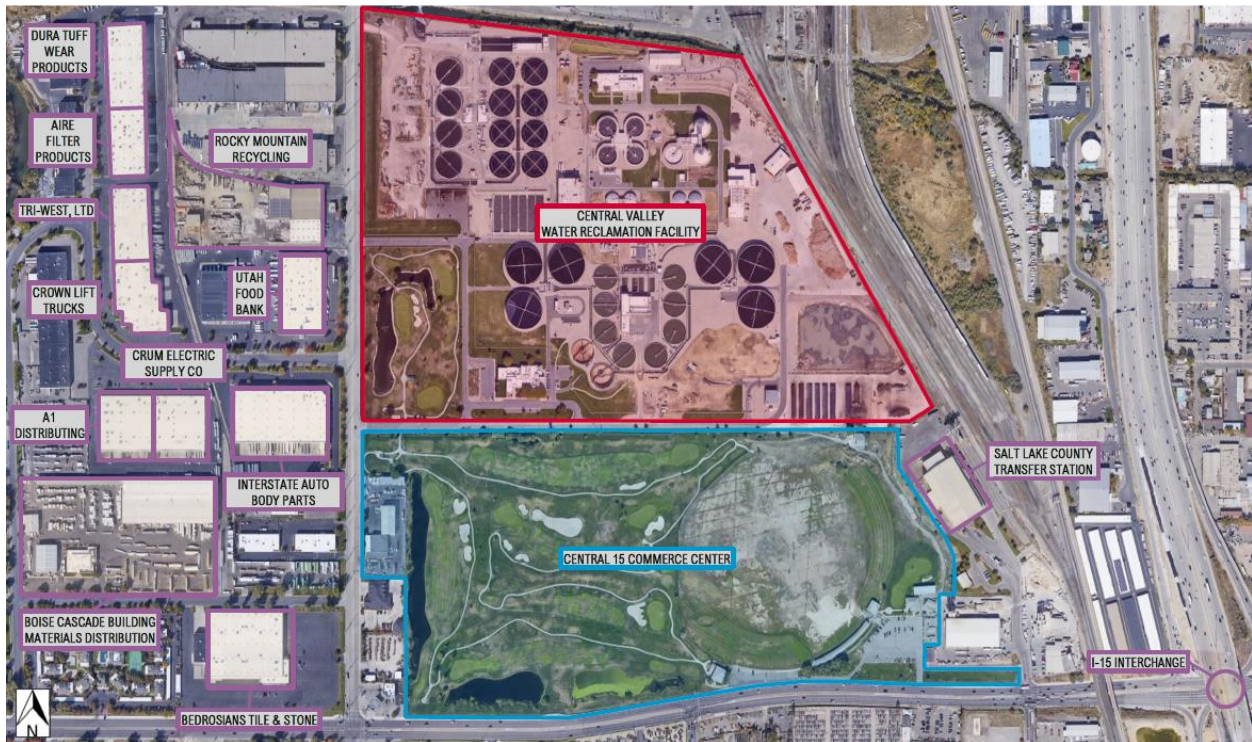 DURA TUFF
WEAR
PRODUCTS
AIRE
FILTER
PRODUCTS
ROCKY MOUNTAIN
RECYCLING
TRI-WEST, LTD
CROWN LIFT
TRUCKS
UTAH
FOOD
BANK
CENTRAL VALLEY
WATER RECLAMATION FACILITY
CRUM ELECTRIC
SUPPLY CO
A1
DISTRIBUTING
INTERSTATE AUTO
BODY PARTS
SALT LAKE COUNTY
TRANSFER STATION
CENTRAL 15 COMMERCE CENTER
BOISE CASCADE BUILDING
MATERIALS DISTRIBUTION
I-15 INTERCHANGE
BEDROSIANS TILE & STONE
N